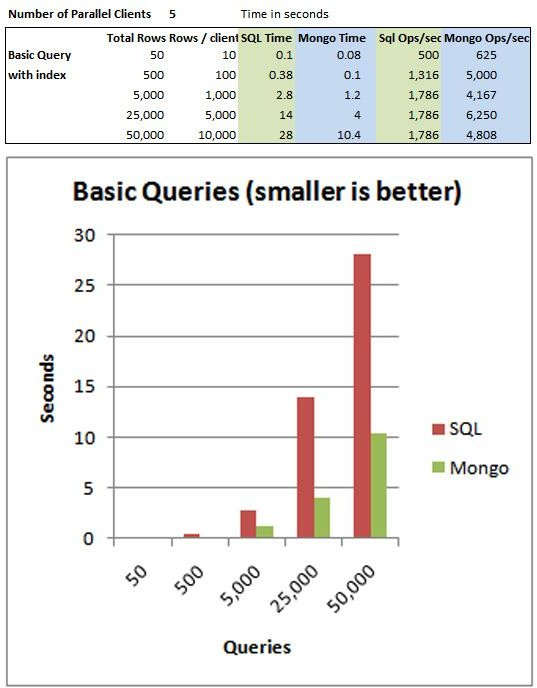 Number of Parallel Clients 5 Time in seconds
Total Rows Rows / client SQL Time Mongo Time Sql Ops/sec Mongo Ops/sec
Basic Query 50 10 0.1 0.08 500 625
with index 500 100 0.38 0.1 1,316 5,000
5,000 1,000 2.8 1.2 1,786 4,167
25,000 5,000 14 4 1,786 6,250
50,000 10,000 28 10.4 1,786 4,808
Basic Queries (smaller is better)
30
25
20
15
10
5
0
Seconds
SQL
Mongo
50 500 5,000 25,000 50,000
Queries